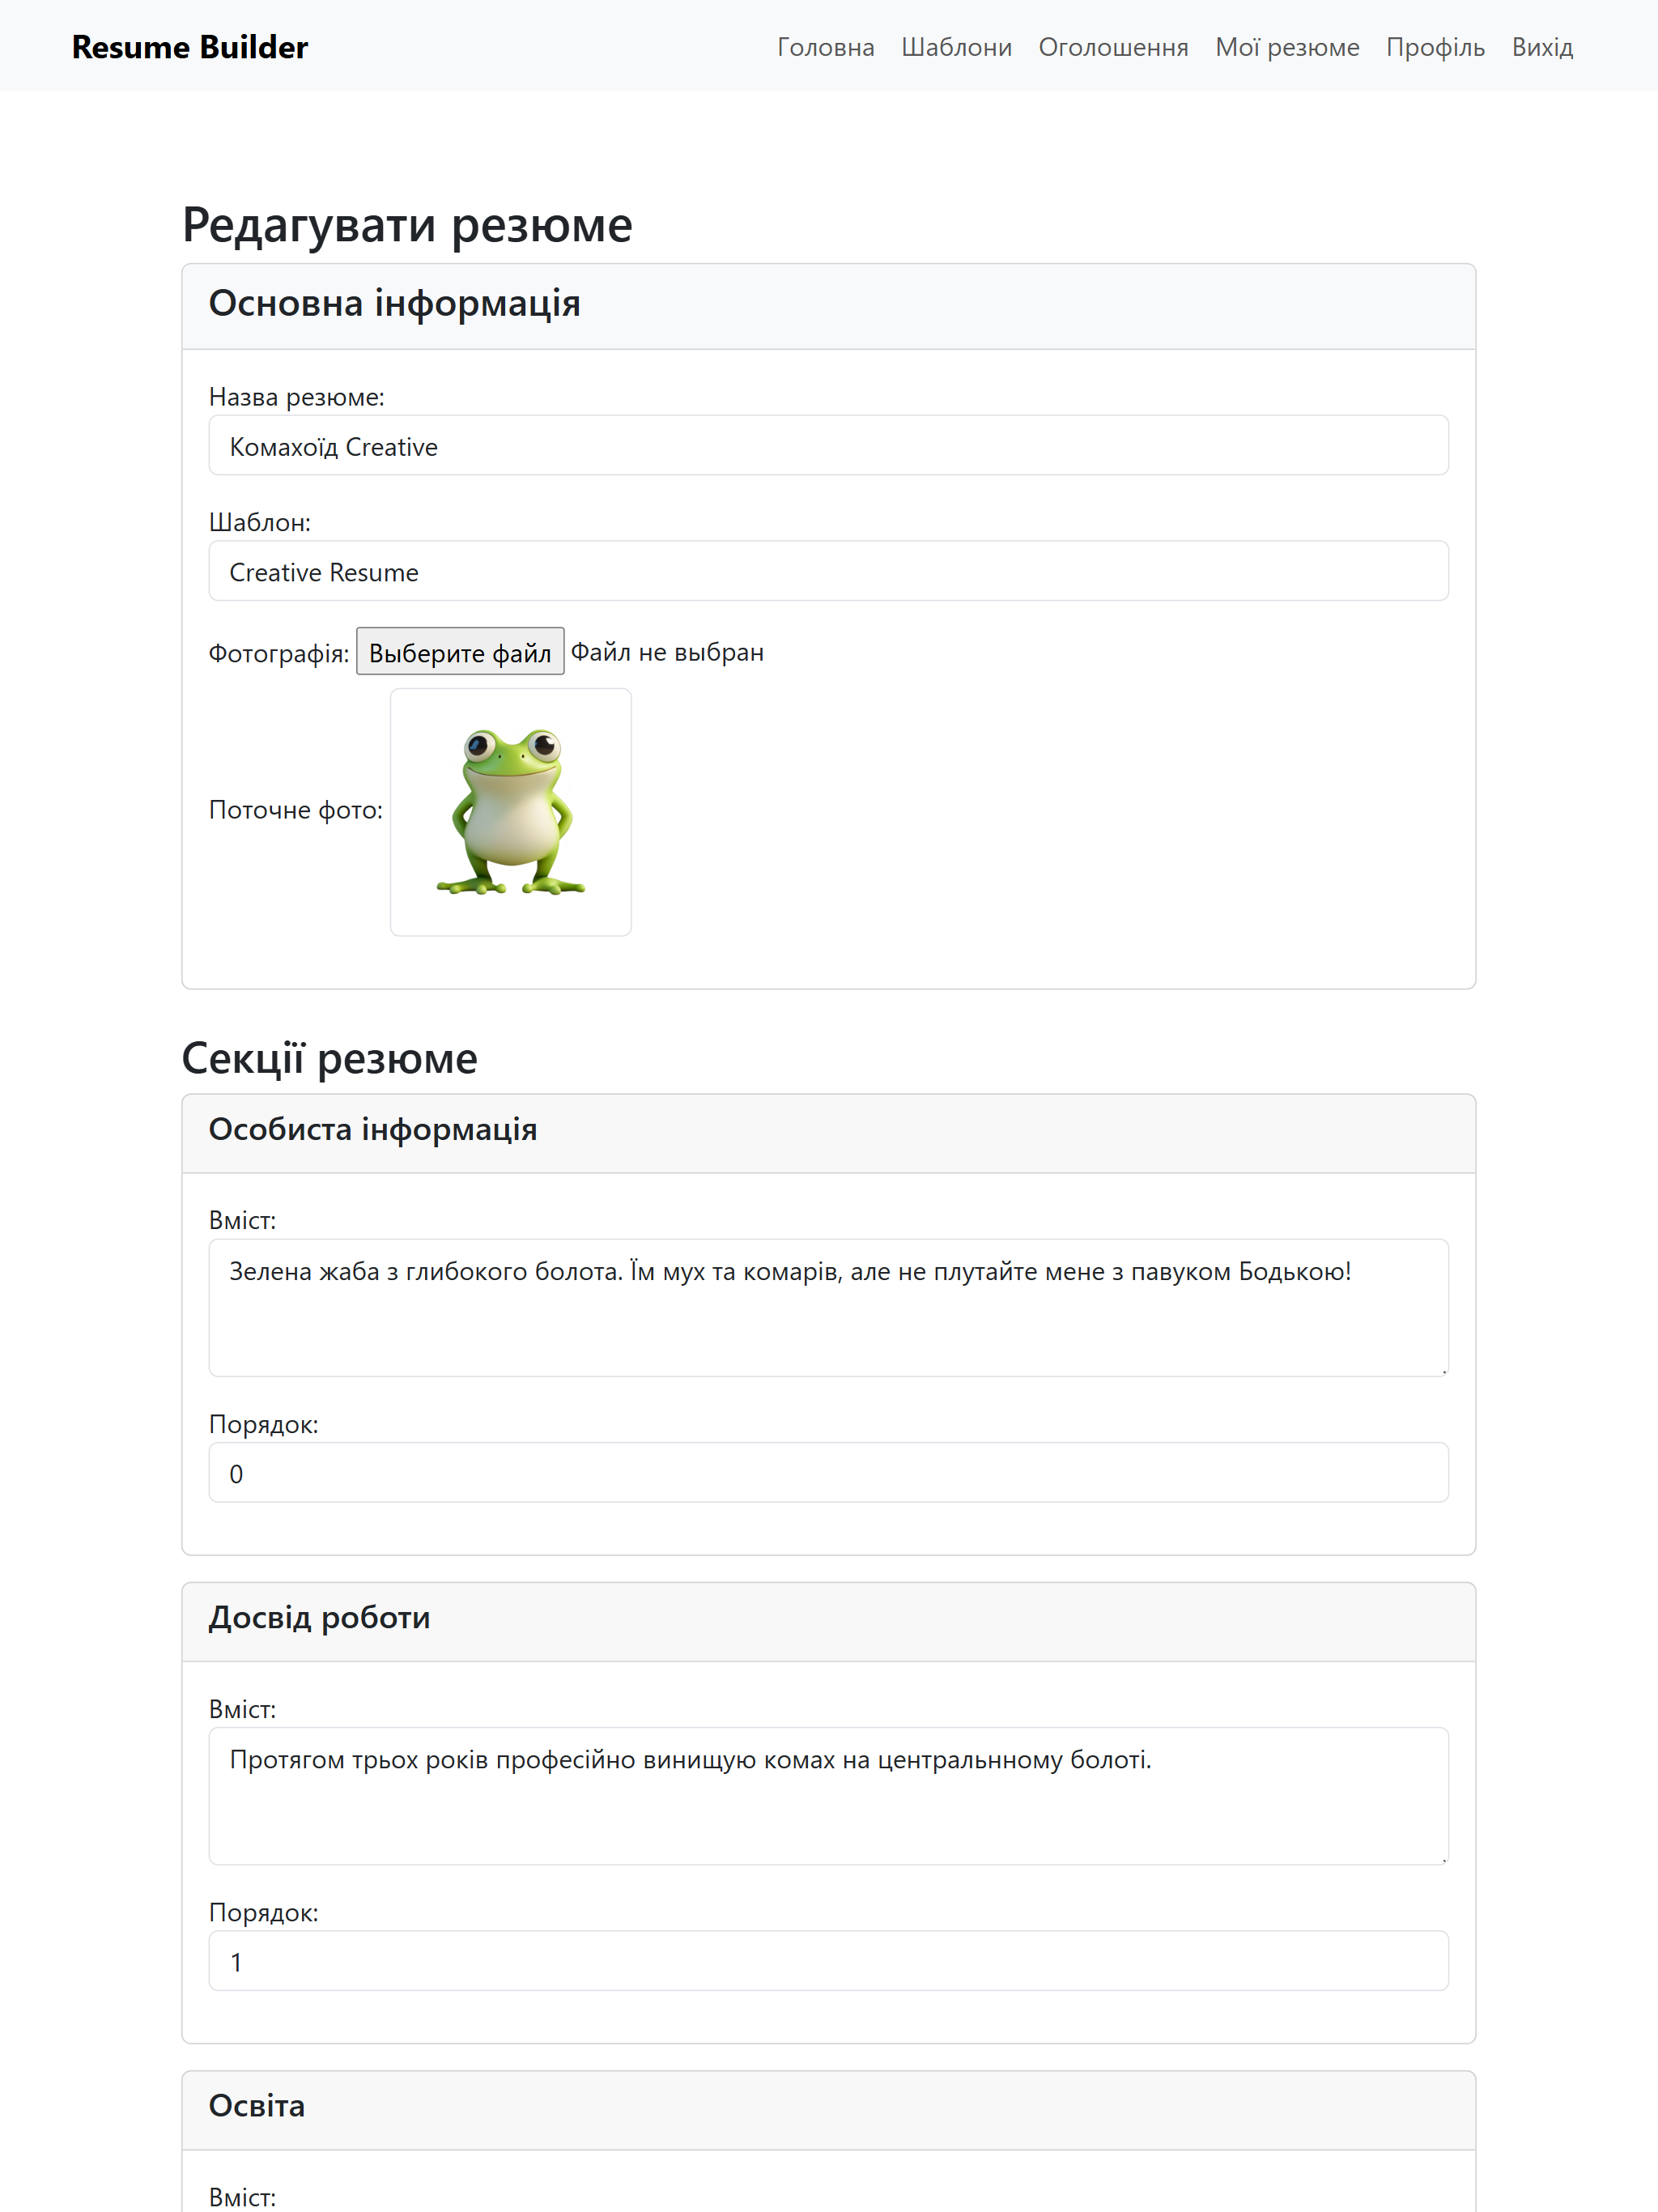 Resume Builder
Головна Шаблони Оголошення Мої резюме Профіль Вихід
Редагувати резюме
Основна інформація
Назва резюме:
Комахоїд Creative
Шаблон:
Creative Resume
Фотографія: Выберите файл Файл не выбран
Поточне фото:
Секції резюме
Особиста інформація
Вміст:
Зелена жаба з глибокого болота. Їм мух та комарів, але не плутайте мене з павуком Бодькою!
Порядок:
0
Досвід роботи
Вміст:
Протягом трьох років професійно винищую комах на центральнному болоті.
Порядок:
1
Освіта
Вміст: